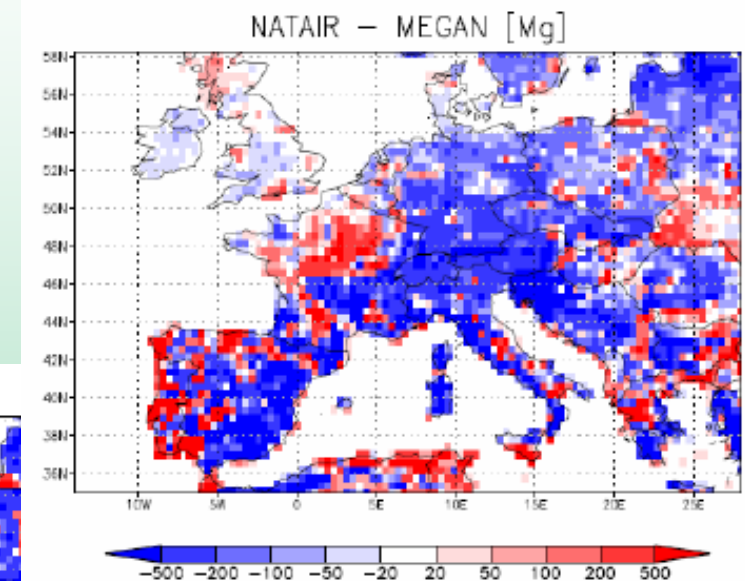 NATAIR – MEGAN [Mg]
58N
56N
54N
52N
50N
48N
46N
44N
42N
40N
38N
36N
10W 5W 0 5E 10E 15E 20E 25E
−500 −200 −100 −50 −20 20 50 100 200 500